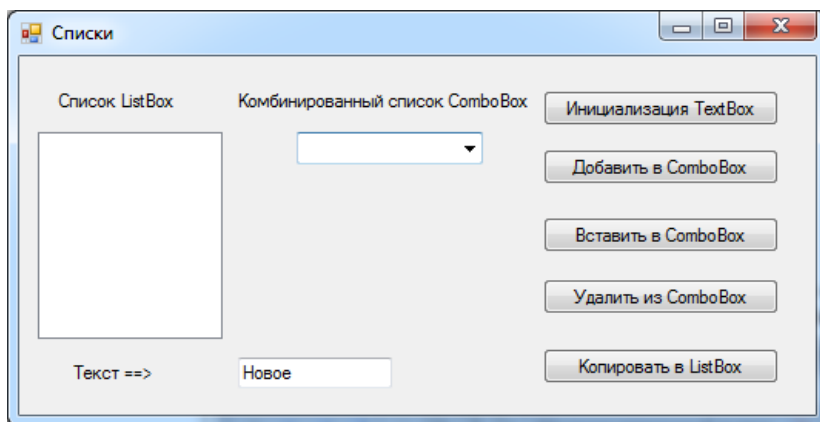 Списки
Список ListBox
Комбинированный список ComboBox
Инициализация TextBox
Добавить в ComboBox
Вставить в ComboBox
Удалить из ComboBox
Текст ==>
Новое
Копировать в ListBox